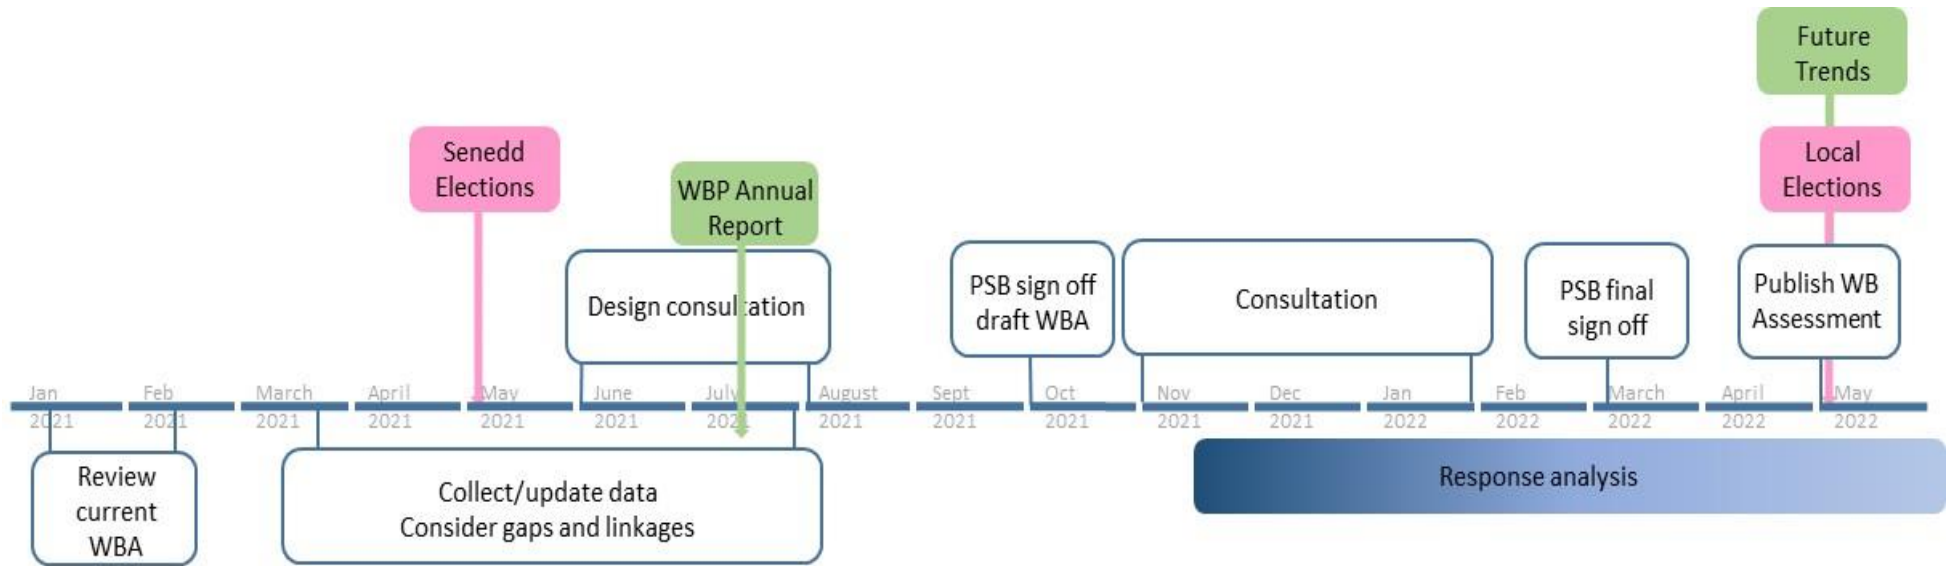 Future
Trends
Senedd
Elections
Local
Elections
WBP Annual
Report
Design consultation
PSB sign off
draft WBA
Consultation
PSB final
sign off
Publish WB
Assessment
Jan
2021
Feb
2021
March
2021
April
2021
May
2021
June
2021
July
2021
August
2021
Sept
2021
Oct
2021
Nov
2021
Dec
2021
Jan
2022
Feb
2022
March
2022
April
2022
May
2022
Review
current
WBA
Collect/update data
Consider gaps and linkages
Response analysis